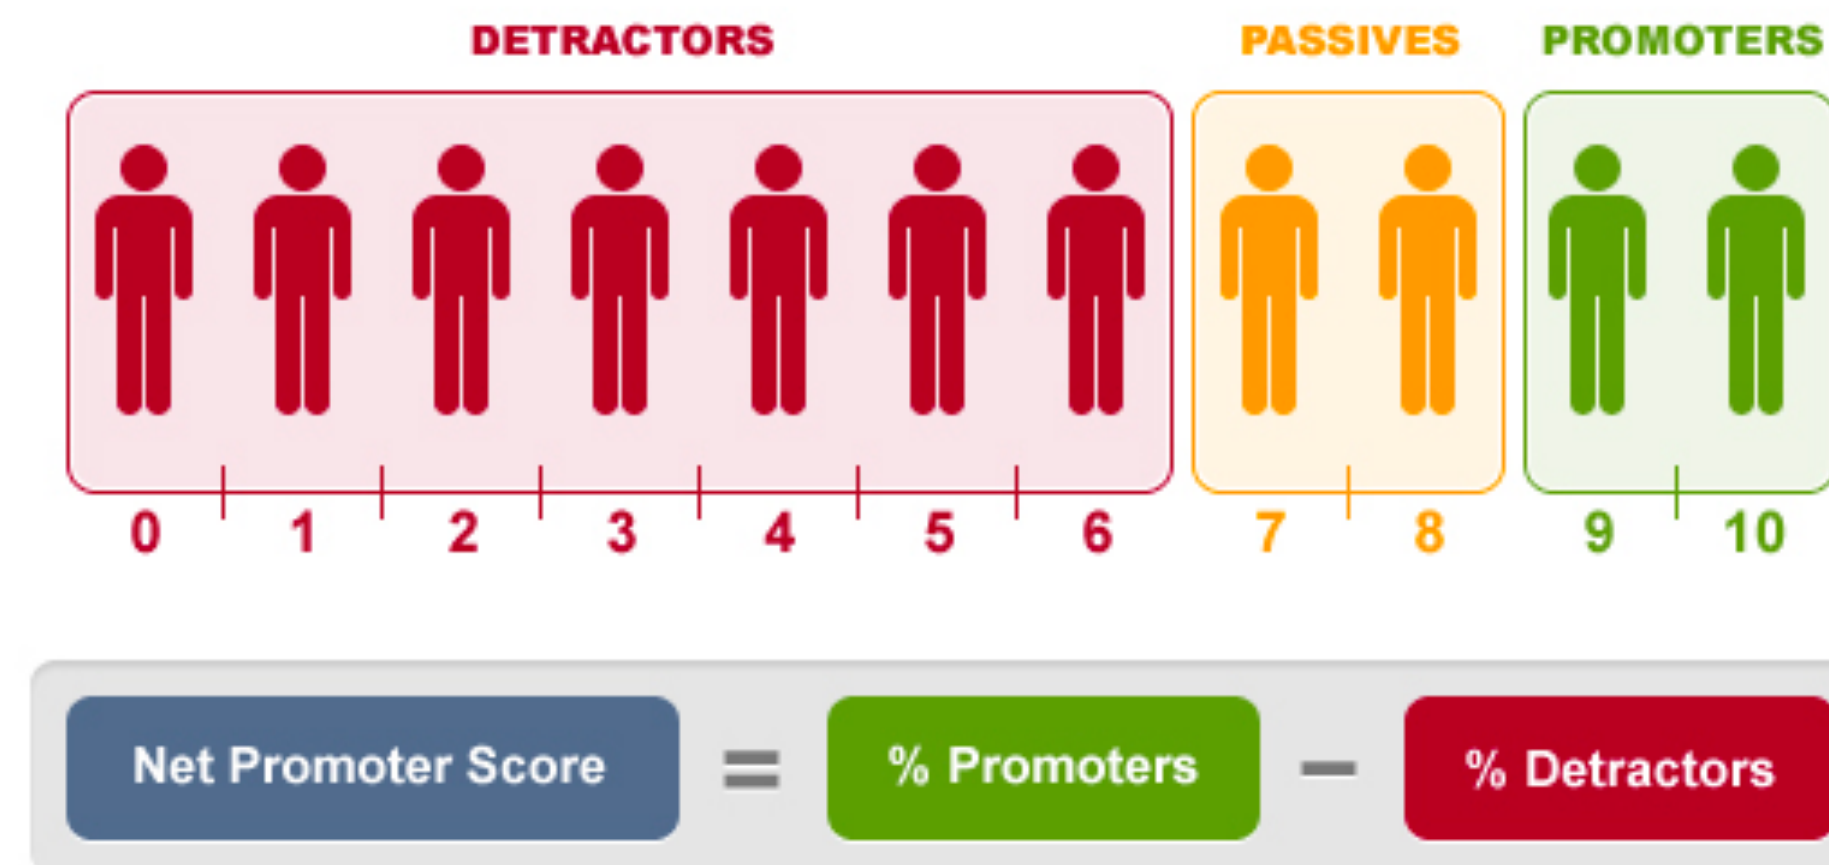 DETRACTORS PASSIVES PROMOTERS
0 1 2 3 4 5 6 7 8 9 10
Net Promoter Score = % Promoters − % Detractors